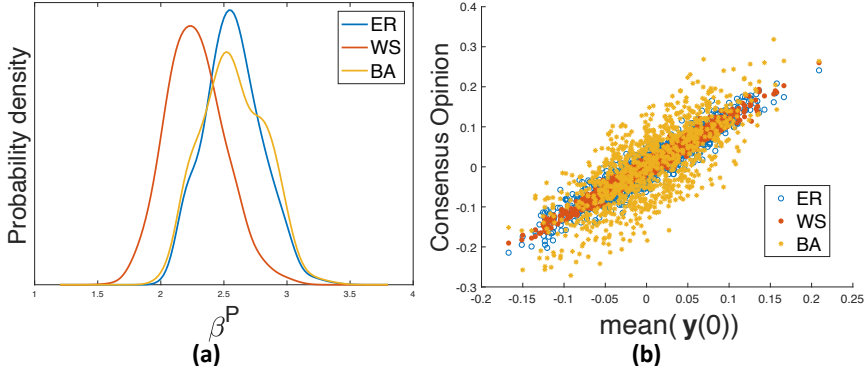 Probability density
ER
WS
BA
1
1.5
2
2.5
3
3.5
4
βᴾ
(a)
Consensus Opinion
0.4
0.3
0.2
0.1
0
-0.1
-0.2
-0.3
ER
WS
BA
-0.2
-0.15
-0.1
-0.05
0
0.05
0.1
0.15
0.2
0.25
mean( y(0))
(b)